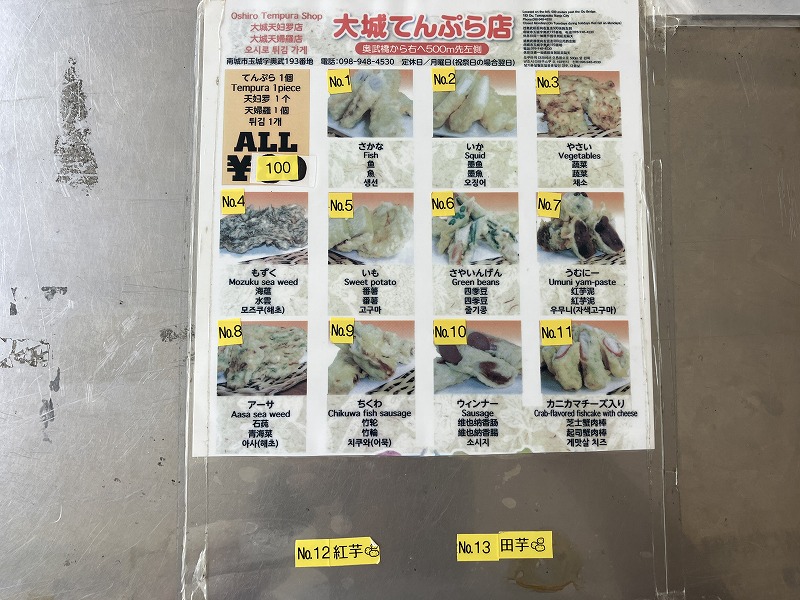 Oshiro Tempura Shop
大城天妇罗店
大城天婦羅店
오시로 튀김 가게
大城てんぷら店
奥武橋から右へ500m先左側
南城市玉城字奥武193番地 電話:098-948-4530 定休日/月曜日(祝祭日の場合翌日)
てんぷら1個
Tempura 1piece
天妇罗 1个
天婦羅 1個
튀김 1개
ALL
¥100
No.1
さかな
Fish
鱼
魚
생선
No.2
いか
Squid
墨鱼
墨魚
오징어
No.3
やさい
Vegetables
蔬菜
蔬菜
채소
No.4
もずく
Mozuku sea weed
海蕴
水雲
모즈쿠(해초)
No.5
いも
Sweet potato
番薯
番薯
고구마
No.6
さやいんげん
Green beans
四季豆
四季豆
줄기콩
No.7
うむにー
Umuni yam-paste
红芋泥
紅芋泥
우무니(자색고구마)
No.8
アーサ
Aasa sea weed
石莼
青海菜
아사(해초)
No.9
ちくわ
Chikuwa fish sausage
竹轮
竹輪
치쿠와(어묵)
No.10
ウィンナー
Sausage
维也纳香肠
維也納香腸
소시지
No.11
カニカマチーズ入り
Crab-flavored fishcake with cheese
芝士蟹肉棒
起司蟹肉棒
게맛살 치즈
No.12 紅芋
No.13 田芋